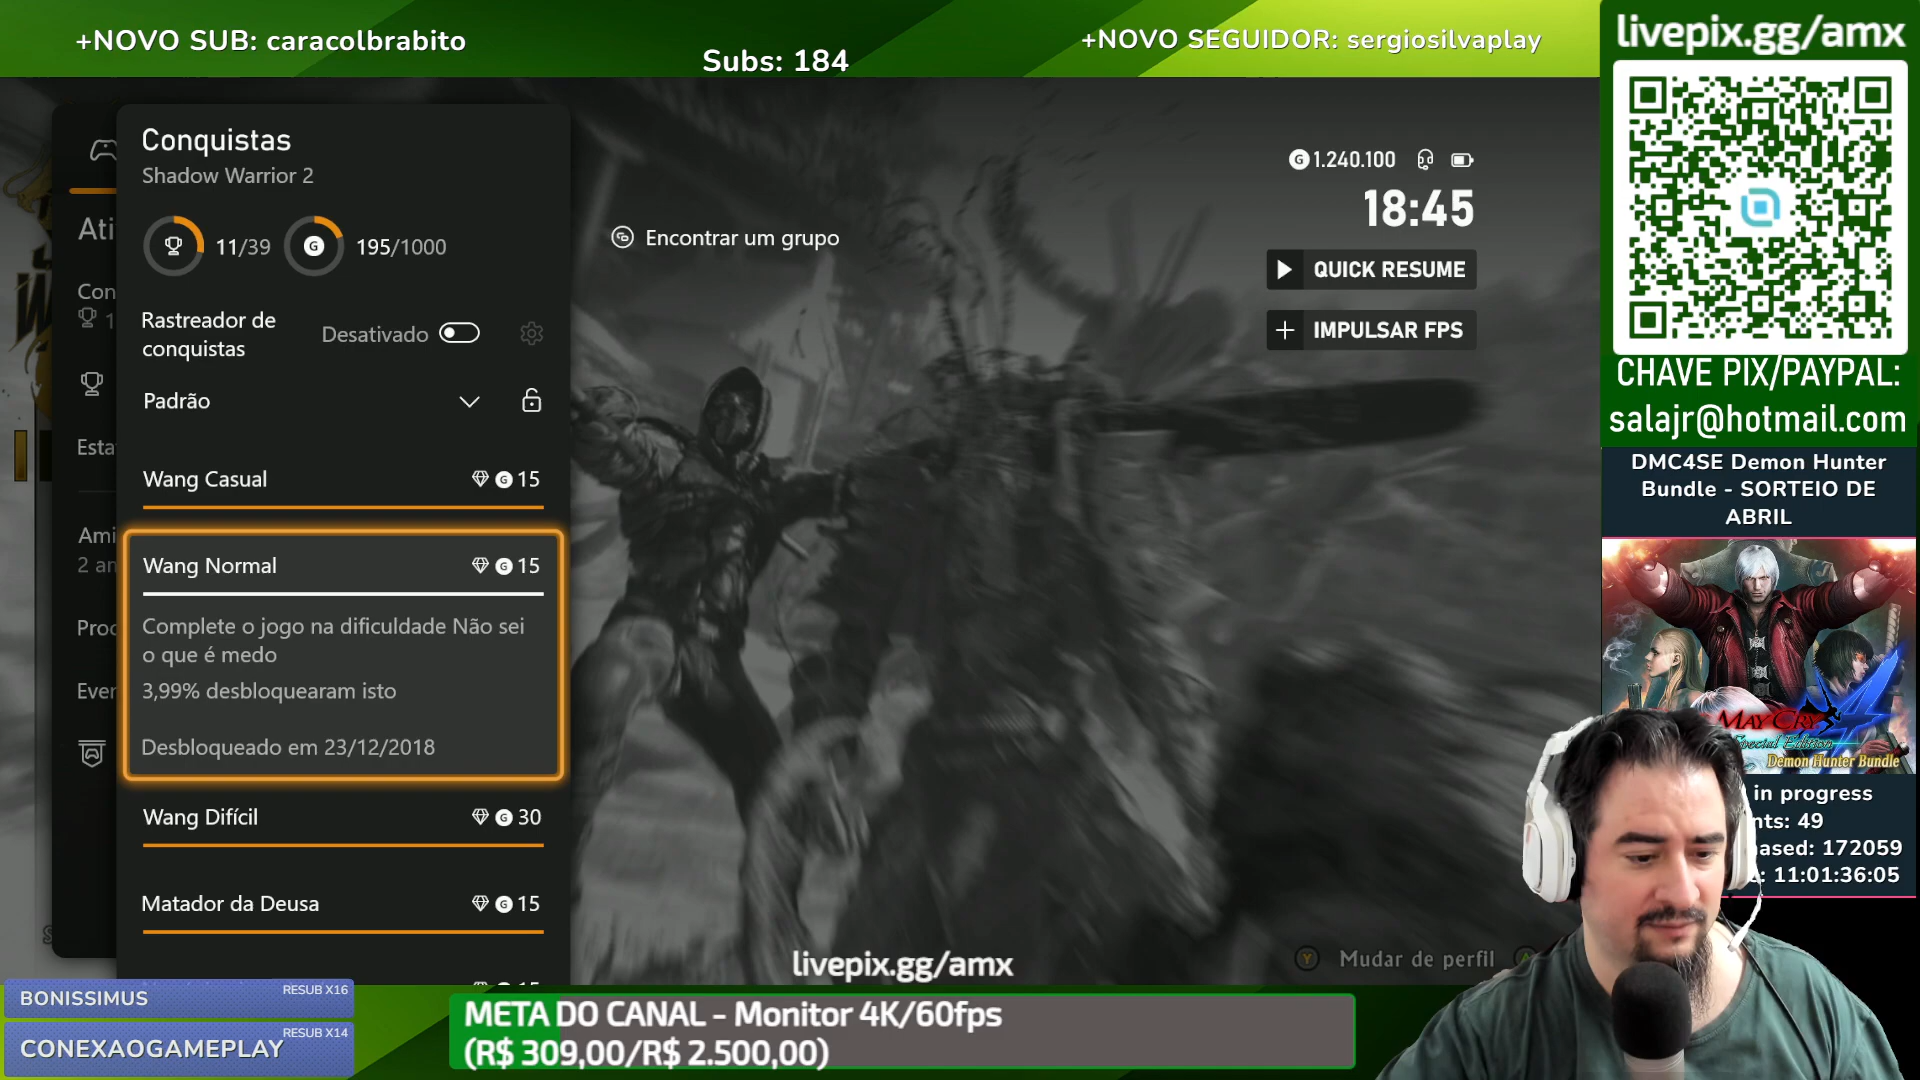 +NOVO SUB: caracolbrabito
Subs: 184
+NOVO SEGUIDOR: sergiosilvaplay
livepix.gg/amx
CHAVE PIX/PAYPAL:
salajr@hotmail.com
DMC4SE Demon Hunter
Bundle - SORTEIO DE
ABRIL
MAY CRY 4
Special Edition
Demon Hunter Bundle
in progress
49
172059
11:01:36:05
Conquistas
Shadow Warrior 2
11/39
G
195/1000
Rastreador de
conquistas
Desativado
Padrão
Wang Casual
G 15
Wang Normal
G 15
Complete o jogo na dificuldade Não sei
o que é medo
3,99% desbloquearam isto
Desbloqueado em 23/12/2018
Wang Difícil
G 30
Matador da Deusa
G 15
Encontrar um grupo
G 1.240.100
18:45
QUICK RESUME
IMPULSAR FPS
Y Mudar de perfil
livepix.gg/amx
BONISSIMUS
RESUB X16
CONEXAOGAMEPLAY
RESUB X14
META DO CANAL - Monitor 4K/60fps
(R$ 309,00/R$ 2.500,00)